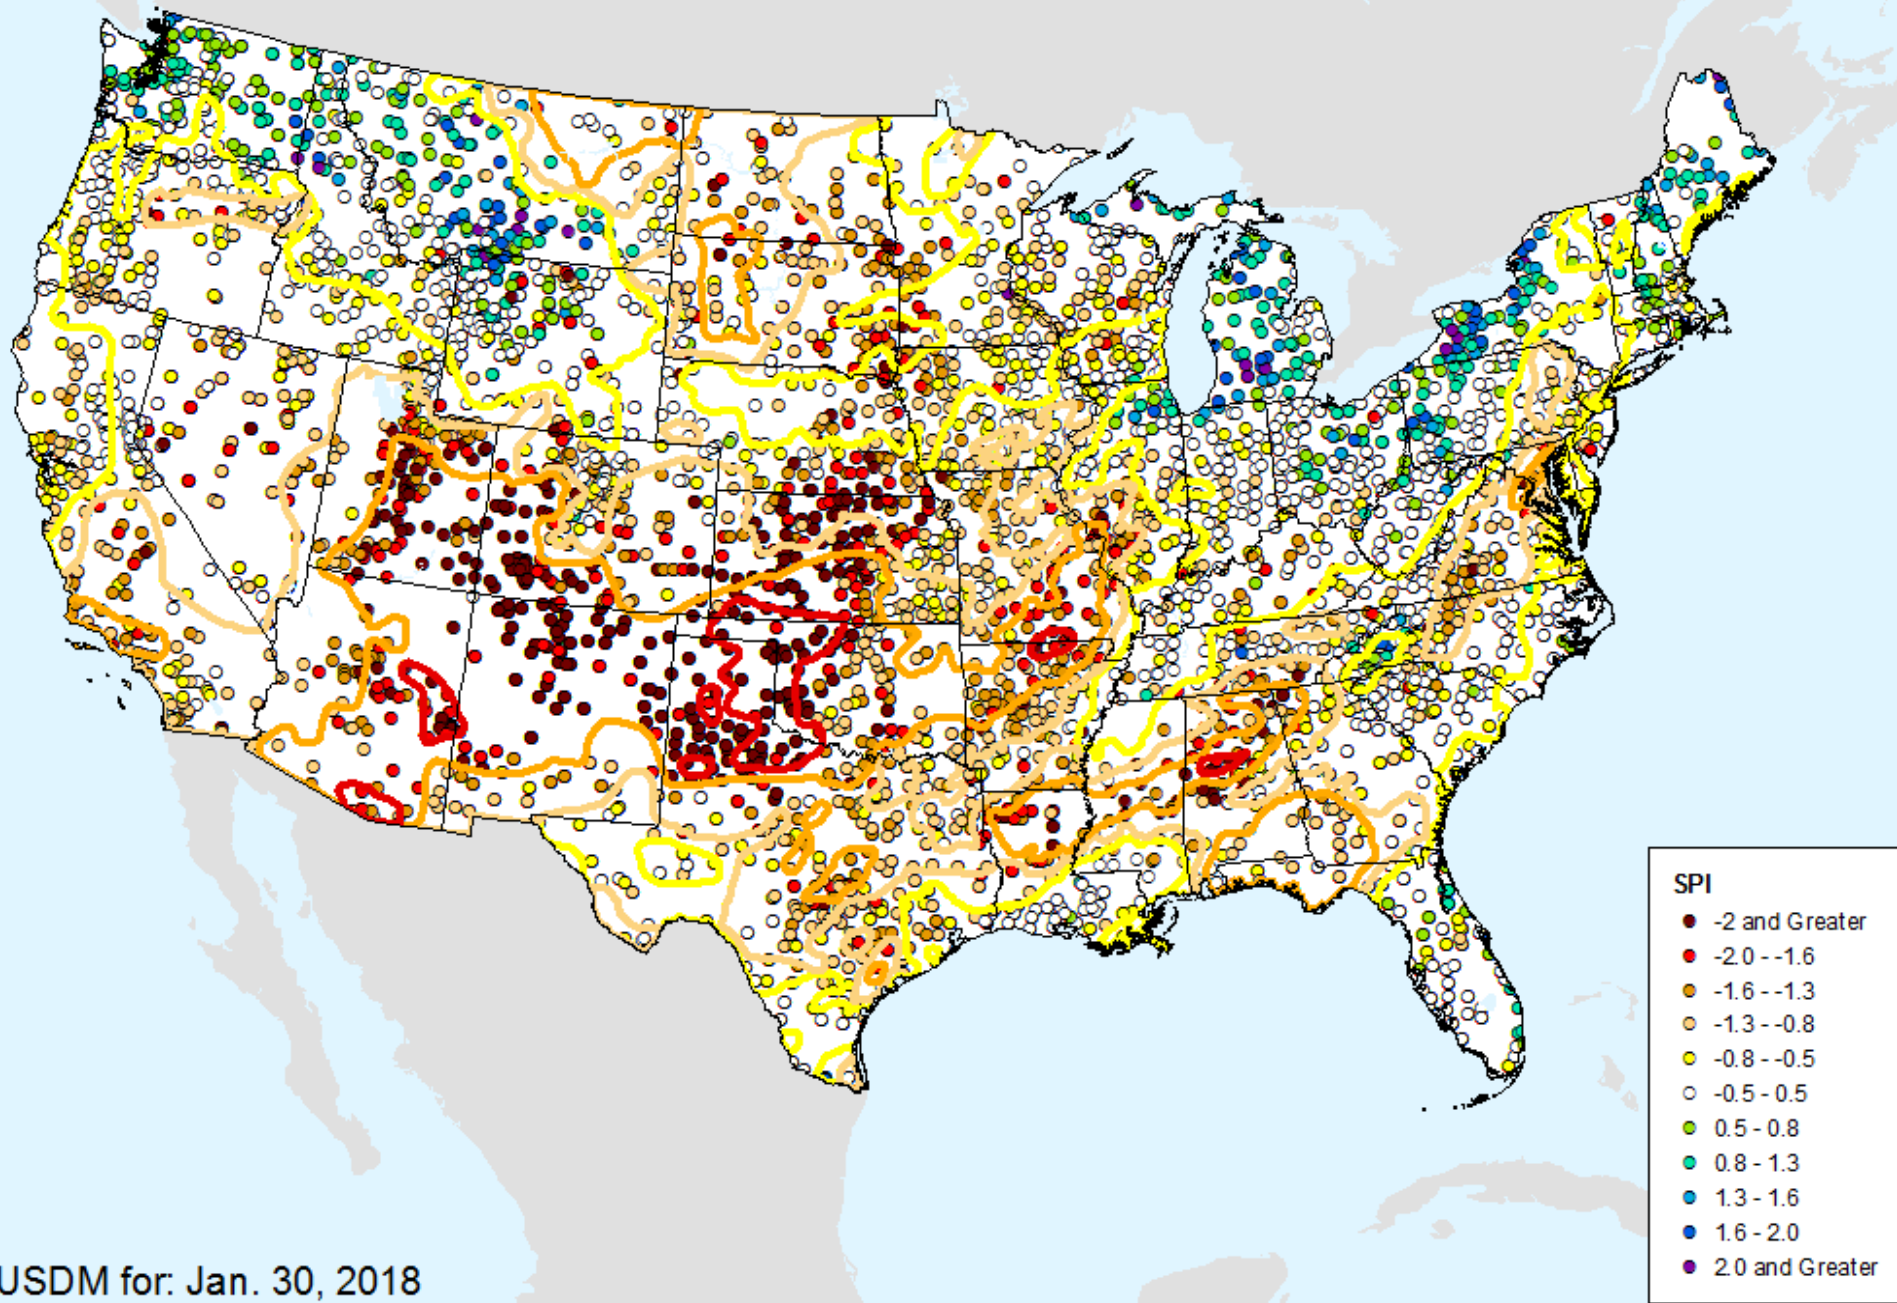 SPI
-2 and Greater
-2.0 - -1.6
-1.6 - -1.3
-1.3 - -0.8
-0.8 - -0.5
-0.5 - 0.5
0.5 - 0.8
0.8 - 1.3
1.3 - 1.6
1.6 - 2.0
2.0 and Greater
USDM for: Jan. 30, 2018